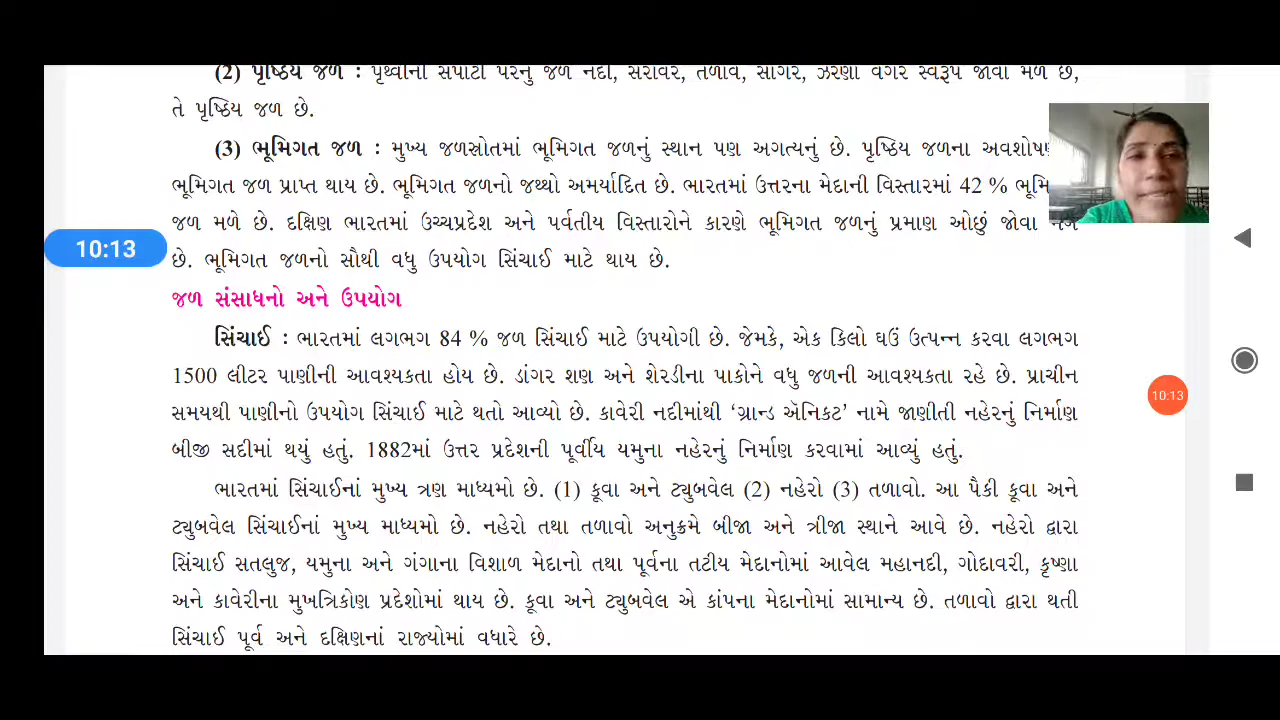 (2) પૃષ્ઠિય જળ : પૃથ્વીની સપાટી પરનું જળ નદી, સરોવર, તળાવ, સાગર, ઝરણાં વગેરે સ્વરૂપે જોવા મળે છે,
તે પૃષ્ઠિય જળ છે.
(3) ભૂમિગત જળ : મુખ્ય જળસ્રોતમાં ભૂમિગત જળનું સ્થાન પણ અગત્યનું છે. પૃષ્ઠિય જળના
ભૂમિગત જળ પ્રાપ્ત થાય છે. ભૂમિગત જળનો જથ્થો અમર્યાદિત છે. ભારતમાં ઉત્તરના મેદાની વિસ્તારમાં 42 %
જળ મળે છે. દક્ષિણ ભારતમાં ઉચ્ચપ્રદેશ અને પર્વતીય વિસ્તારોને કારણે ભૂમિગત જળનું પ્રમાણ ઓછું જોવા
10:13
છે. ભૂમિગત જળનો સૌથી વધુ ઉપયોગ સિંચાઈ માટે થાય છે.
જળ સંસાધનો અને ઉપયોગ
સિંચાઈ : ભારતમાં લગભગ 84 % જળ સિંચાઈ માટે ઉપયોગી છે. જેમકે, એક કિલો ઘઉં ઉત્પન્ન કરવા લગભગ
1500 લીટર પાણીની આવશ્યકતા હોય છે. ડાંગર શણ અને શેરડીના પાકોને વધુ જળની આવશ્યકતા રહે છે. પ્રાચીન
10:13
સમયથી પાણીનો ઉપયોગ સિંચાઈ માટે થતો આવ્યો છે. કાવેરી નદીમાંથી ‘ગ્રાન્ડ ઍનિકટ’ નામે જાણીતી નહેરનું નિર્માણ
બીજી સદીમાં થયું હતું. 1882માં ઉત્તર પ્રદેશની પૂર્વીય યમુના નહેરનું નિર્માણ કરવામાં આવ્યું હતું.
ભારતમાં સિંચાઈનાં મુખ્ય ત્રણ માધ્યમો છે. (1) કૂવા અને ટ્યુબવેલ (2) નહેરો (3) તળાવો. આ પૈકી કૂવા અને
ટ્યુબવેલ સિંચાઈનાં મુખ્ય માધ્યમો છે. નહેરો તથા તળાવો અનુક્રમે બીજા અને ત્રીજા સ્થાને આવે છે. નહેરો દ્વારા
સિંચાઈ સતલુજ, યમુના અને ગંગાના વિશાળ મેદાનો તથા પૂર્વના તટીય મેદાનોમાં આવેલ મહાનદી, ગોદાવરી, કૃષ્ણા
અને કાવેરીના મુખત્રિકોણ પ્રદેશોમાં થાય છે. કૂવા અને ટ્યુબવેલ એ કાંપના મેદાનોમાં સામાન્ય છે. તળાવો દ્વારા થતી
સિંચાઈ પૂર્વ અને દક્ષિણનાં રાજ્યોમાં વધારે છે.